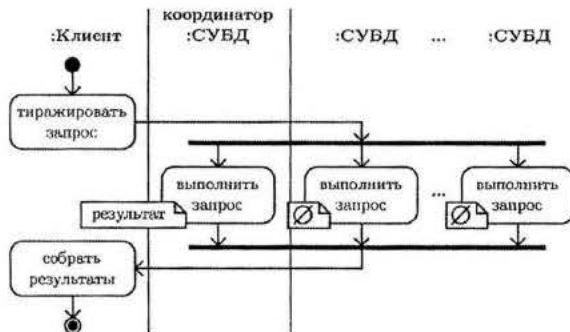 координатор
:Клиент :СУБД :СУБД ... :СУБД
тиражировать
запрос
выполнить выполнить ... выполнить
запрос запрос запрос
результат
собрать
результаты